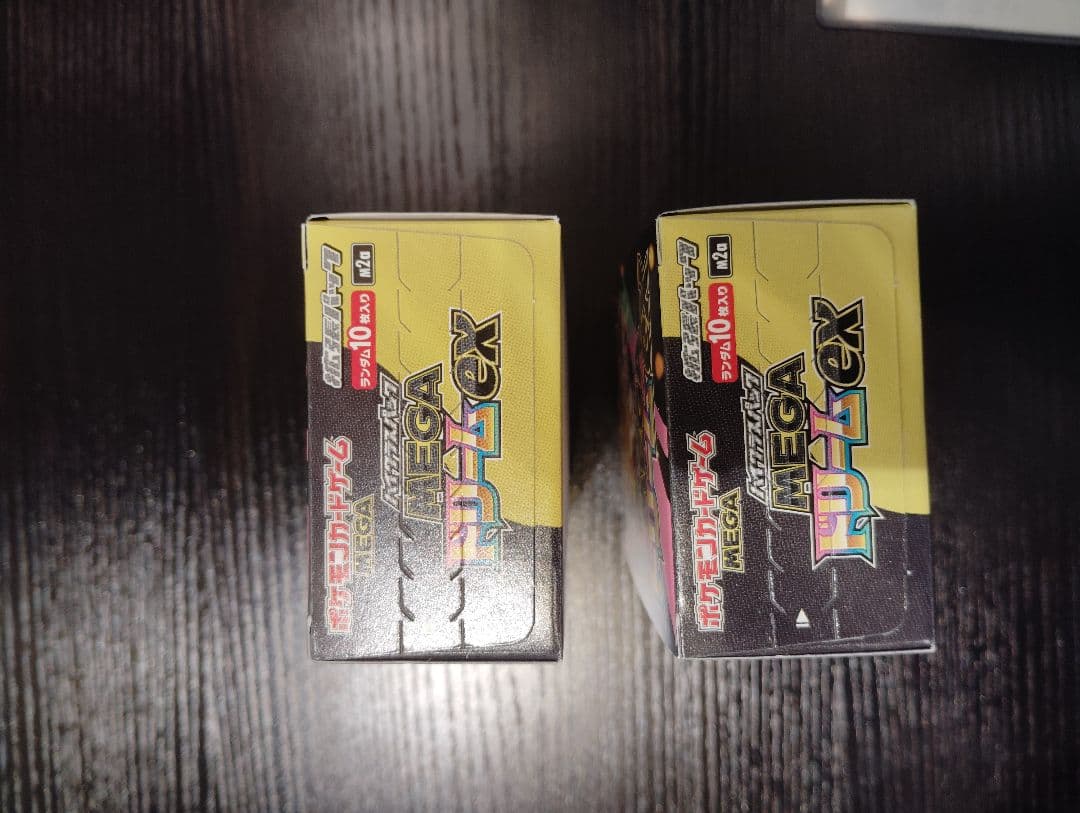 ポケモンカードゲーム
MEGA
拡張パック
ランダム10枚入り
M2a
ハイクラスパック
MEGA
ドリームex
ポケモンカードゲーム
MEGA
拡張パック
ランダム10枚入り
M2a
ハイクラスパック
MEGA
ドリームex